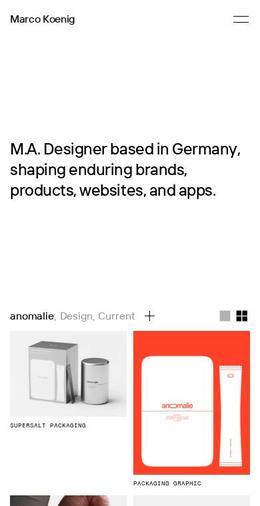 Marco Koenig
M.A. Designer based in Germany,
shaping enduring brands,
products, websites, and apps.
anomalie, Design, Current
SUPERSALT PACKAGING
anomalie
PACKAGING GRAPHIC